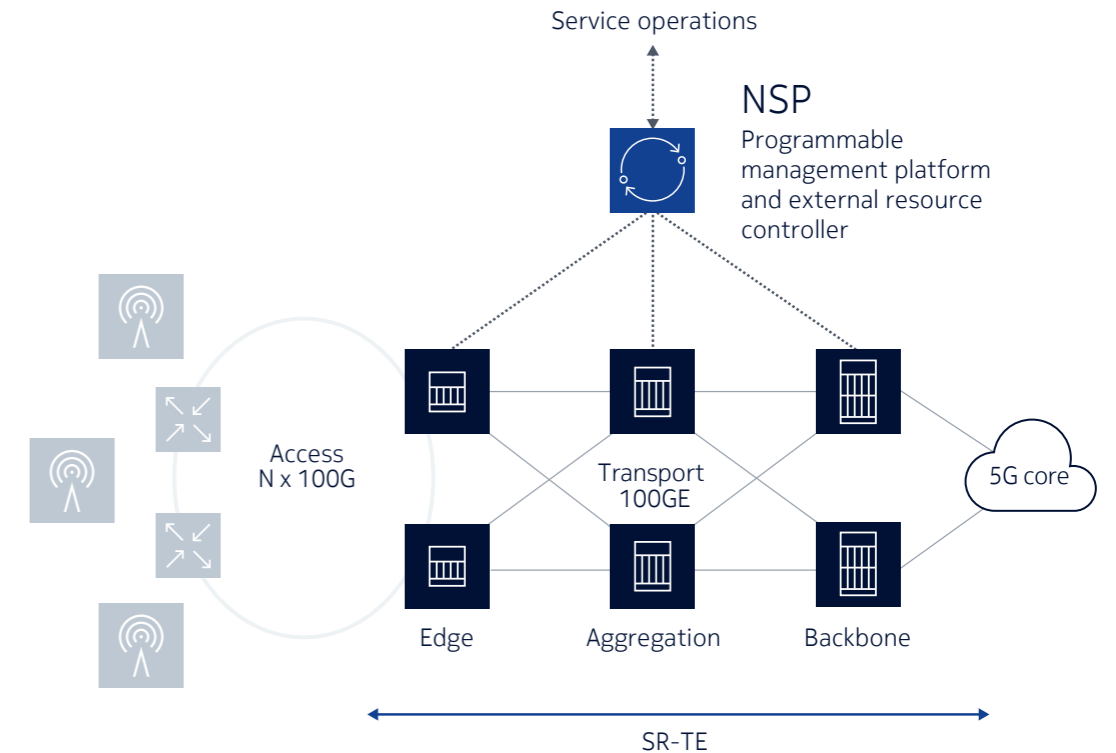 Service operations
NSP
Programmable
management platform
and external resource
controller
Access
N x 100G
Transport
100GE
5G core
Edge
Aggregation
Backbone
SR-TE